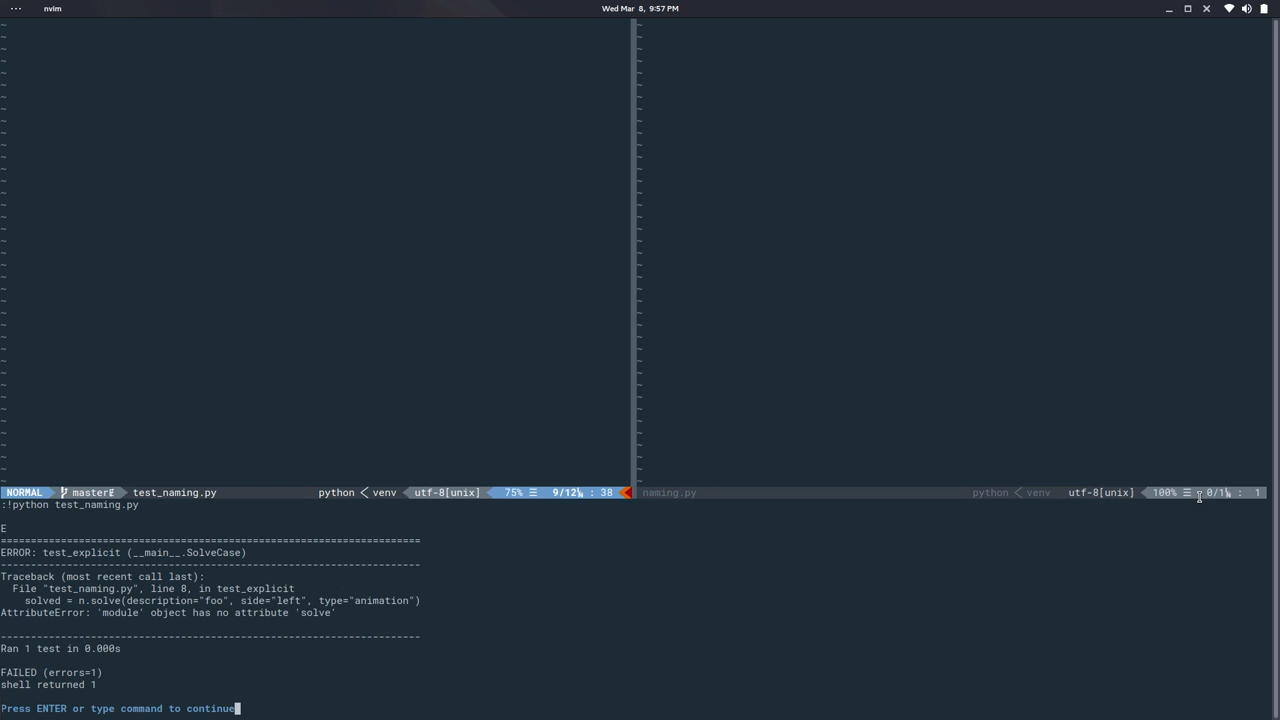 nvim
Wed Mar 8, 9:57 PM
NORMAL master test_naming.py python venv utf-8[unix] 75% 9/12 : 38
naming.py python venv utf-8[unix] 100% 0/1 : 1
:!python test_naming.py
E
======================================================================
ERROR: test_explicit (__main__.SolveCase)
----------------------------------------------------------------------
Traceback (most recent call last):
File "test_naming.py", line 8, in test_explicit
solved = n.solve(description="foo", side="left", type="animation")
AttributeError: 'module' object has no attribute 'solve'
----------------------------------------------------------------------
Ran 1 test in 0.000s
FAILED (errors=1)
shell returned 1
Press ENTER or type command to continue